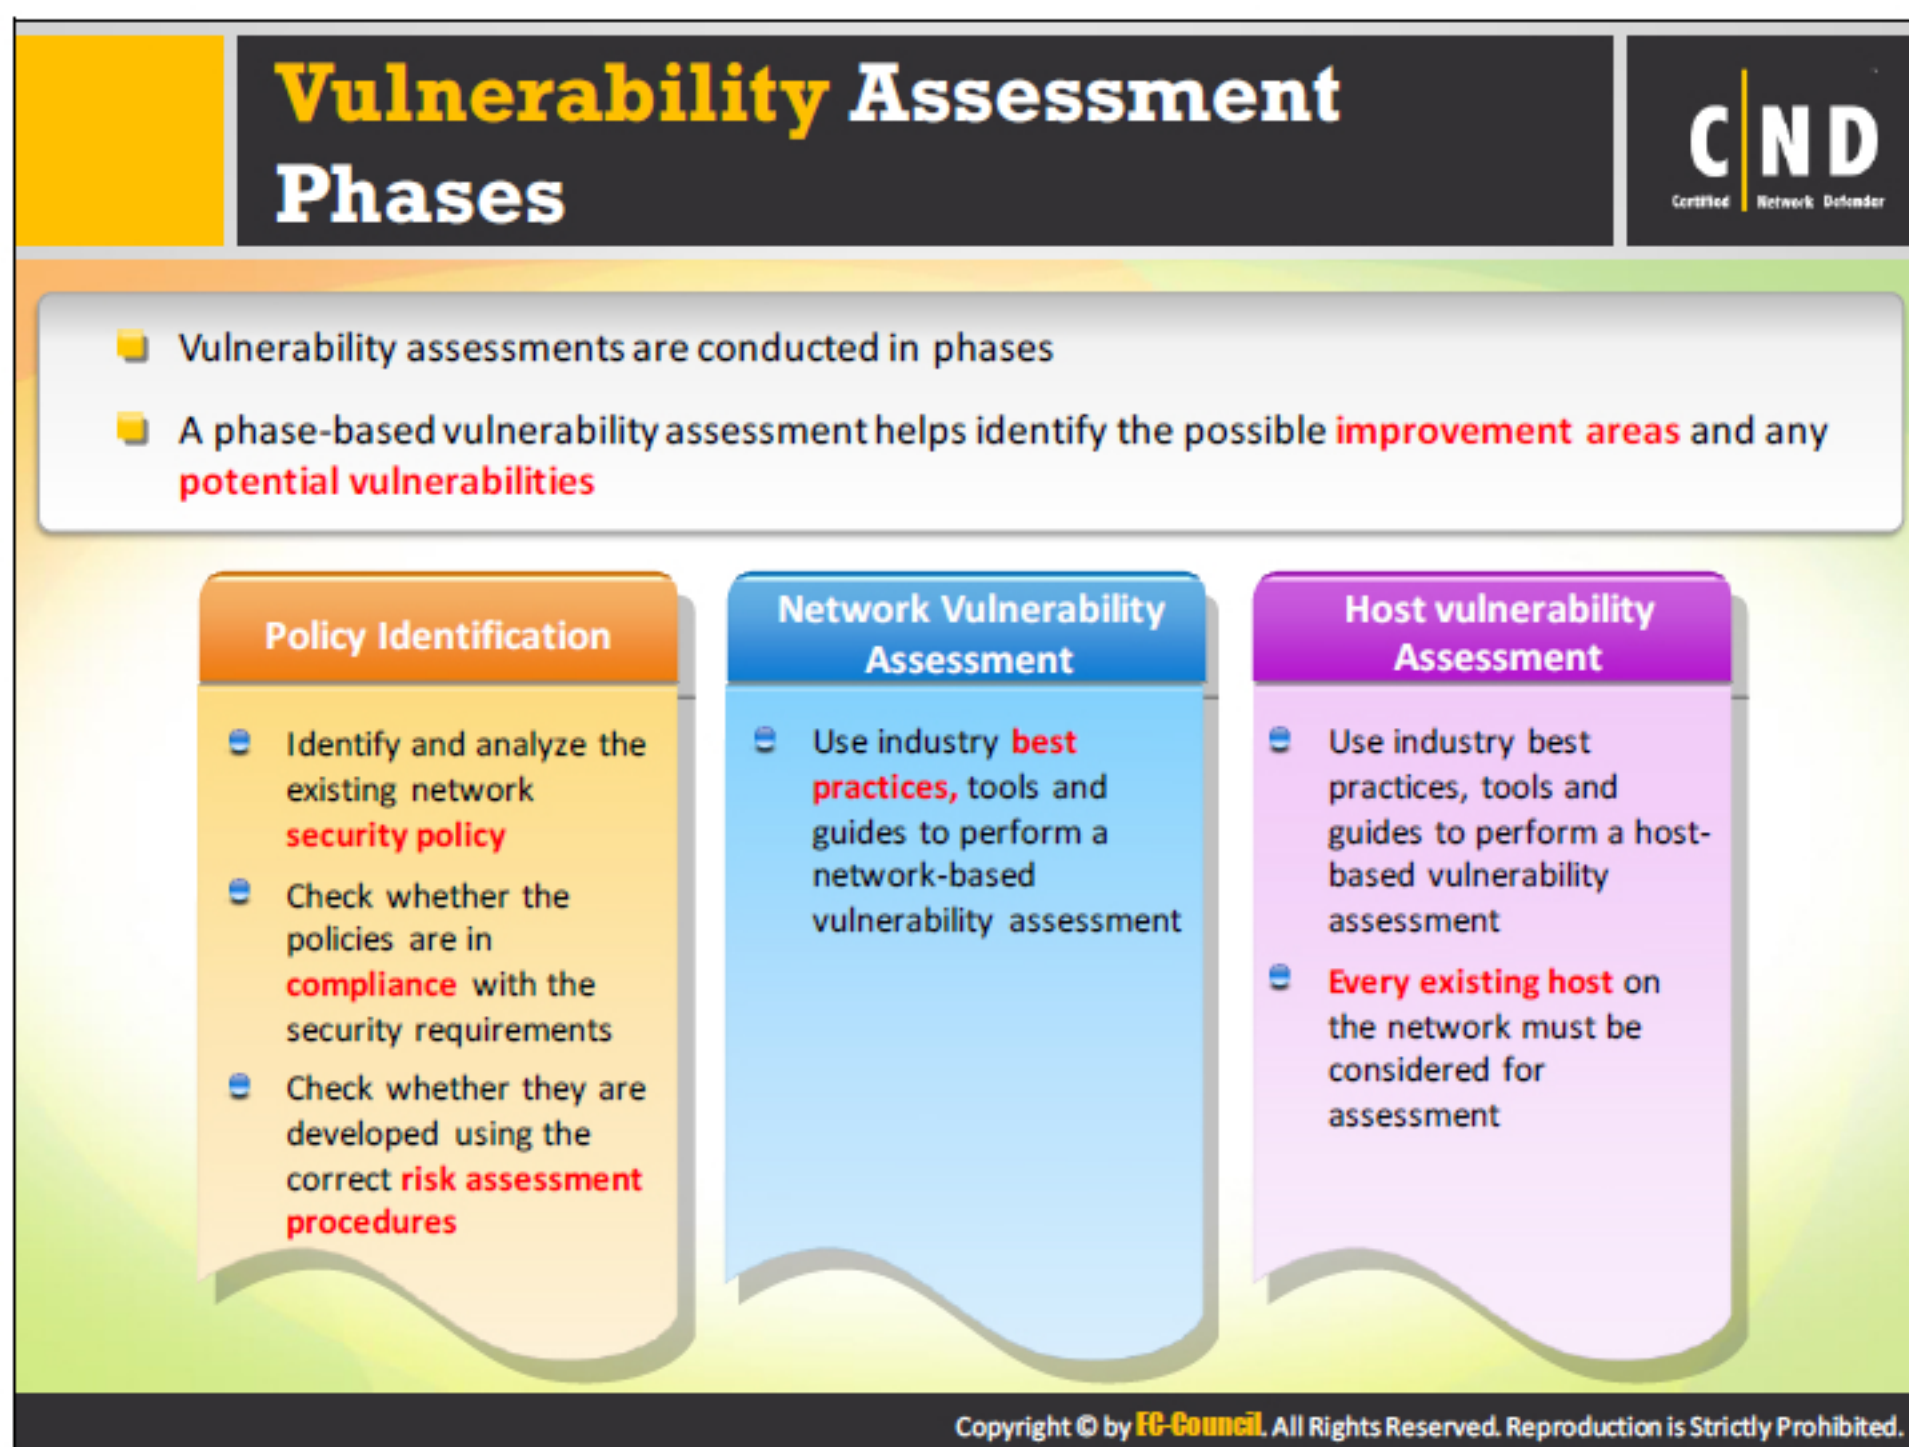 Vulnerability Assessment
Phases
C|ND
Certified Network Defender
Vulnerability assessments are conducted in phases
A phase-based vulnerability assessment helps identify the possible improvement areas and any
potential vulnerabilities
Policy Identification
Identify and analyze the
existing network
security policy
Check whether the
policies are in
compliance with the
security requirements
Check whether they are
developed using the
correct risk assessment
procedures
Network Vulnerability
Assessment
Use industry best
practices, tools and
guides to perform a
network-based
vulnerability assessment
Host vulnerability
Assessment
Use industry best
practices, tools and
guides to perform a host-
based vulnerability
assessment
Every existing host on
the network must be
considered for
assessment
Copyright © by EC-Council. All Rights Reserved. Reproduction is Strictly Prohibited.